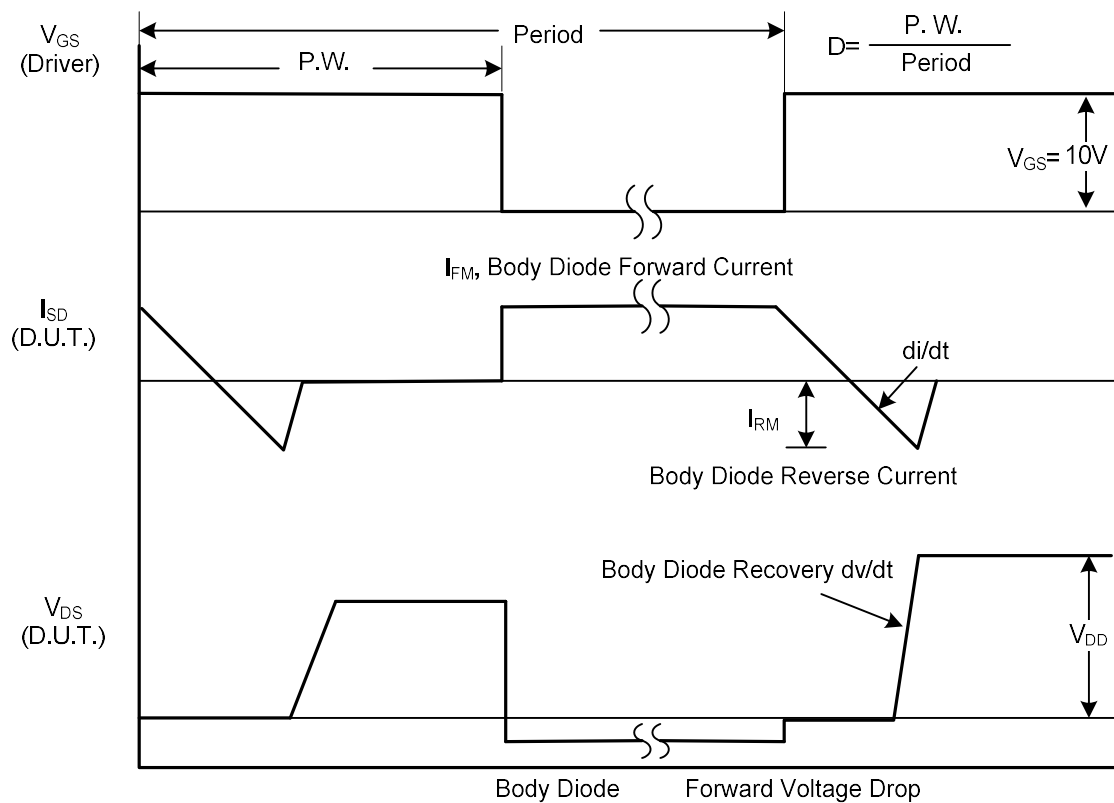 V_GS
(Driver)
Period
P.W.
D= P. W.
Period
V_GS= 10V
I_FM, Body Diode Forward Current
I_SD
(D.U.T.)
di/dt
I_RM
Body Diode Reverse Current
Body Diode Recovery dv/dt
V_DS
(D.U.T.)
V_DD
Body Diode Forward Voltage Drop